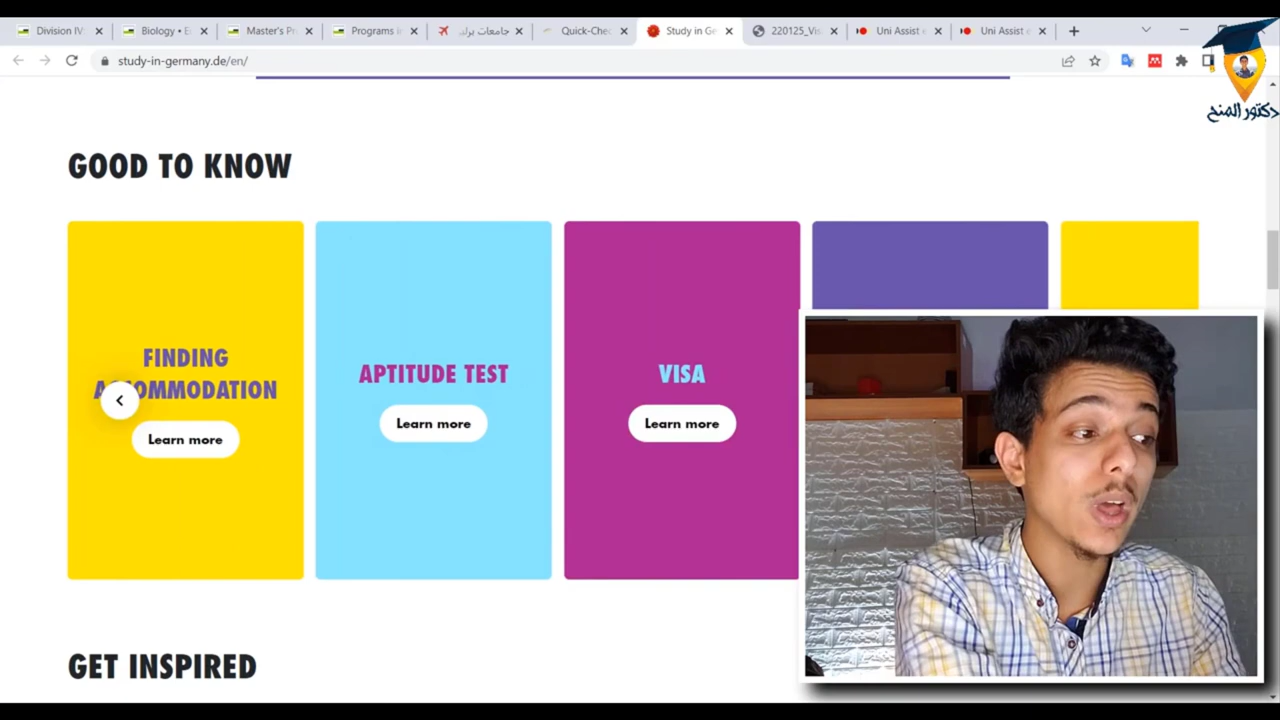 Division IV
Biology • E
Master's Pr
Programs in
جامعات براي
Quick-Chec
Study in Ge
220125_Vis
Uni Assist e
Uni Assist e
study-in-germany.de/en/
دكتور المنح
GOOD TO KNOW
FINDING
ACCOMMODATION
Learn more
APTITUDE TEST
Learn more
VISA
Learn more
GET INSPIRED